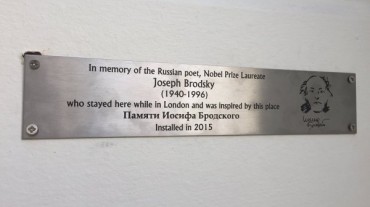 In memory of the Russian poet, Nobel Prize Laureate
Joseph Brodsky
(1940-1996)
who stayed here while in London and was inspired by this place
Памяти Иосифа Бродского
Installed in 2015